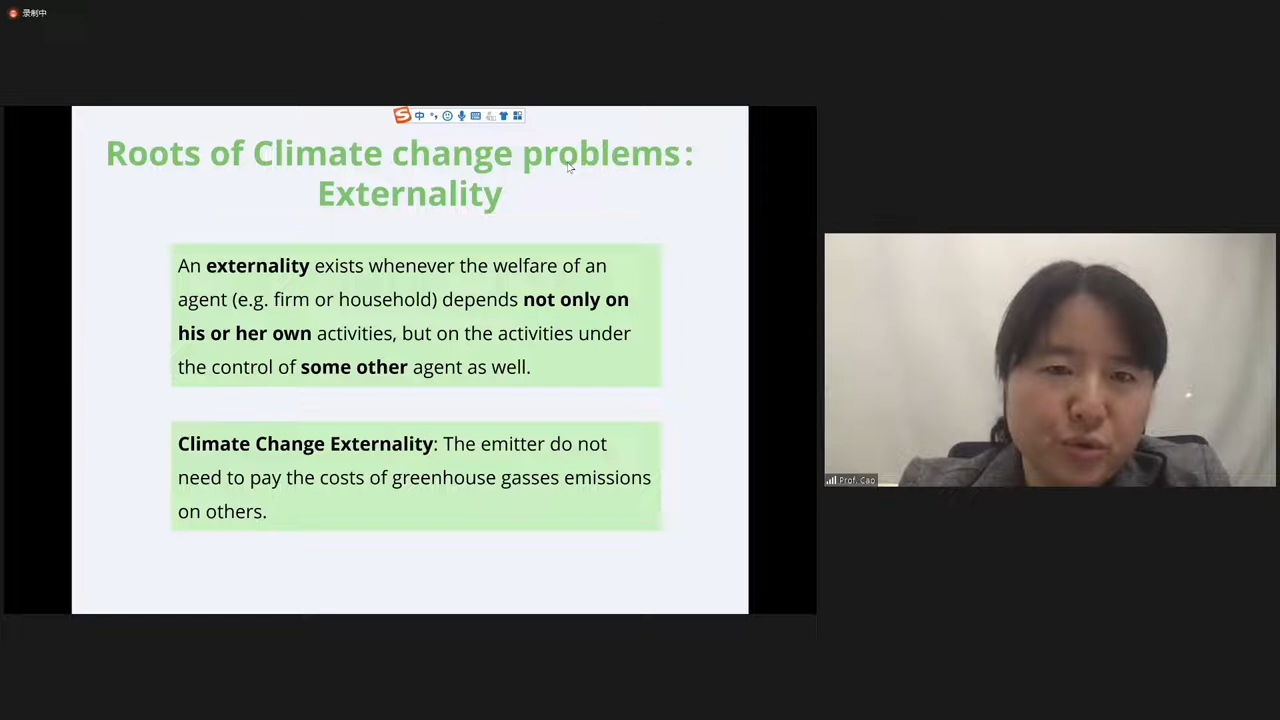 录制中
中
Roots of Climate change problems:
Externality
An externality exists whenever the welfare of an
agent (e.g. firm or household) depends not only on
his or her own activities, but on the activities under
the control of some other agent as well.
Climate Change Externality: The emitter do not
need to pay the costs of greenhouse gasses emissions
on others.
Prof. Cao